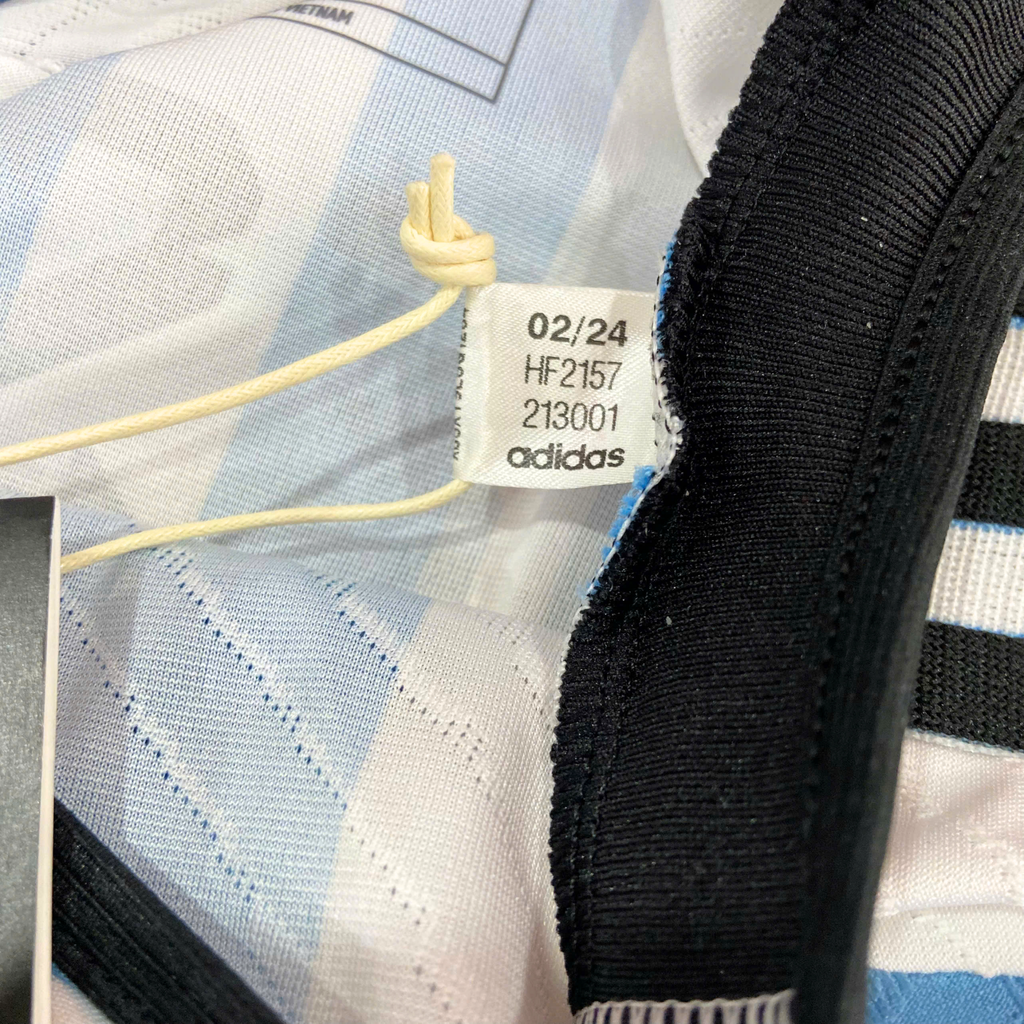 VIETNAM
02/24
HF2157
213001
adidas